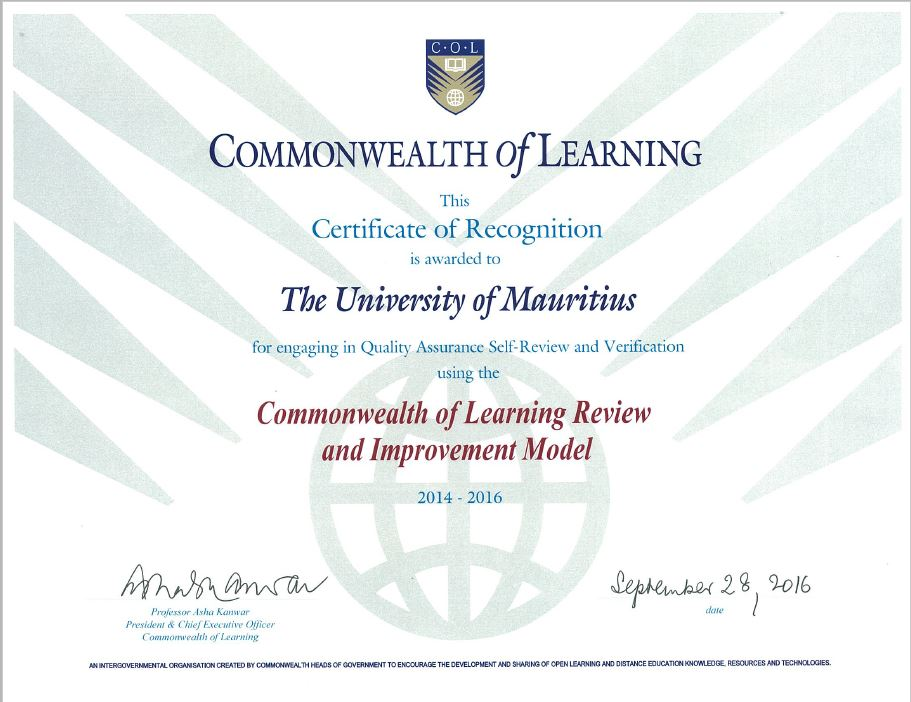 C·O·L
COMMONWEALTH of LEARNING
This
Certificate of Recognition
is awarded to
The University of Mauritius
for engaging in Quality Assurance Self-Review and Verification
using the
Commonwealth of Learning Review
and Improvement Model
2014 - 2016
Asha Kanwar
September 28, 2016
Professor Asha Kanwar
President & Chief Executive Officer
Commonwealth of Learning
date
AN INTERGOVERNMENTAL ORGANISATION CREATED BY COMMONWEALTH HEADS OF GOVERNMENT TO ENCOURAGE THE DEVELOPMENT AND SHARING OF OPEN LEARNING AND DISTANCE EDUCATION KNOWLEDGE, RESOURCES AND TECHNOLOGIES.